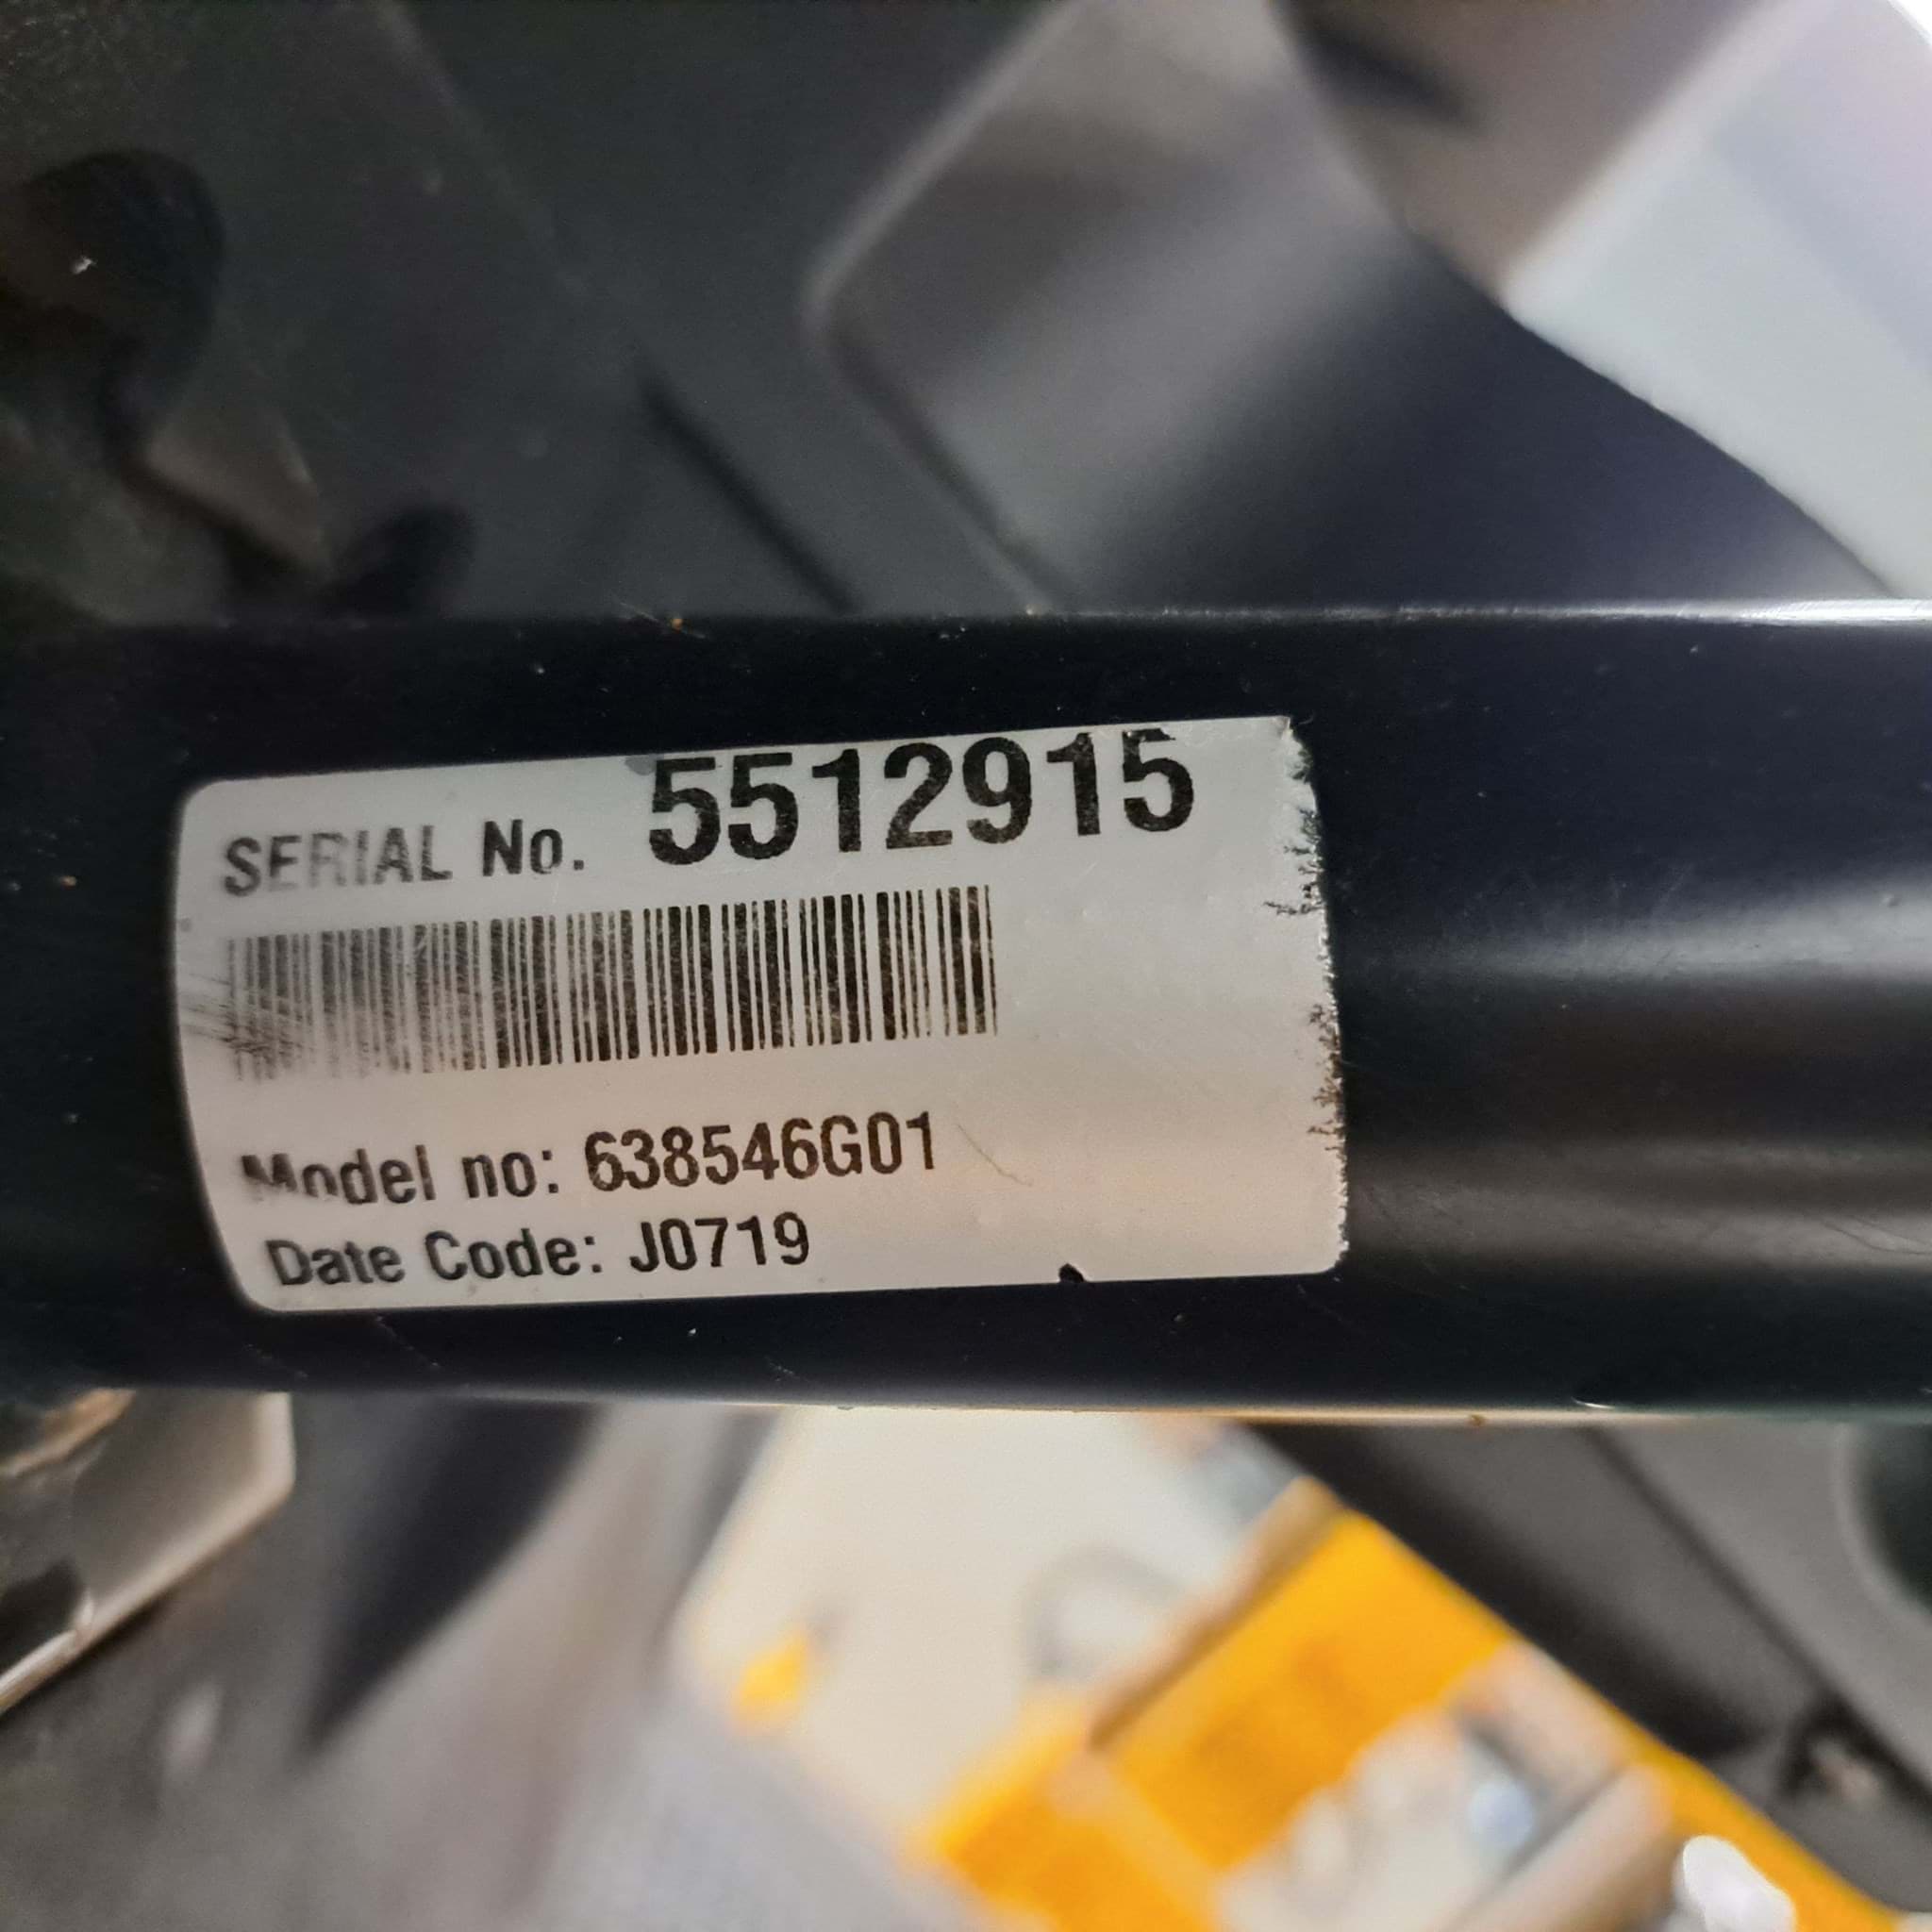 SERIAL No. 5512915
Model no: 638546G01
Date Code: J0719